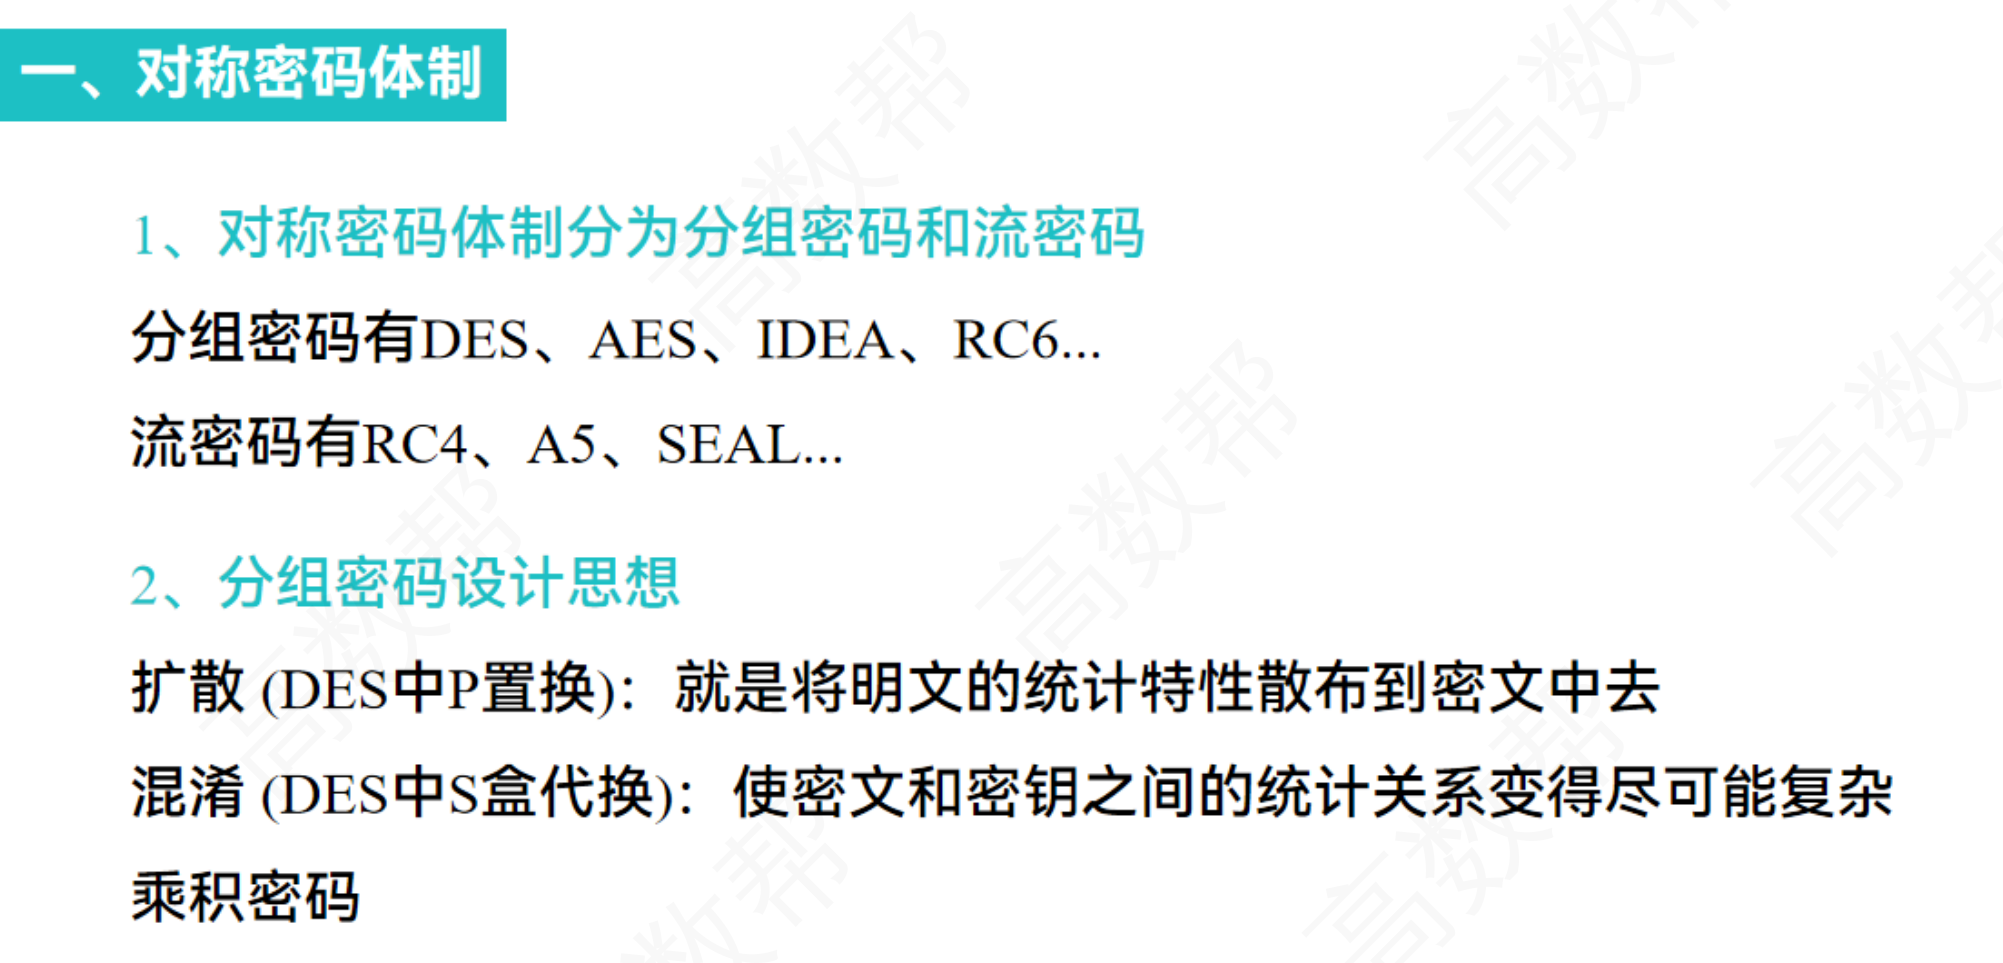 一、对称密码体制
1、对称密码体制分为分组密码和流密码
分组密码有DES、AES、IDEA、RC6...
流密码有RC4、A5、SEAL...
2、分组密码设计思想
扩散 (DES中P置换)：就是将明文的统计特性散布到密文中去
混淆 (DES中S盒代换)：使密文和密钥之间的统计关系变得尽可能复杂
乘积密码
高数帮
高数帮
高数帮
高数帮
高数帮
高数帮
高数帮